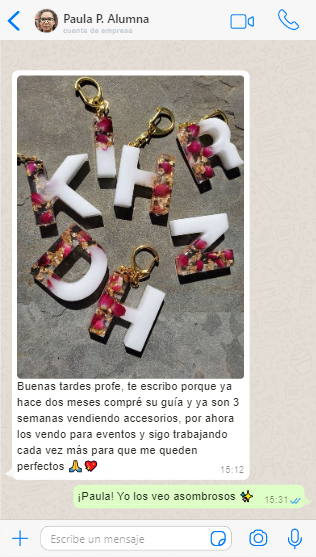 Paula P. Alumna
cuenta de empresa
K I H R
D H Z
Buenas tardes profe, te escribo porque ya
hace dos meses compré su guía y ya son 3
semanas vendiendo accesorios, por ahora
los vendo para eventos y sigo trabajando
cada vez más para que me queden
perfectos 🙏💖
15:12
¡Paula! Yo los veo asombrosos ✨
15:31
Escribe un mensaje